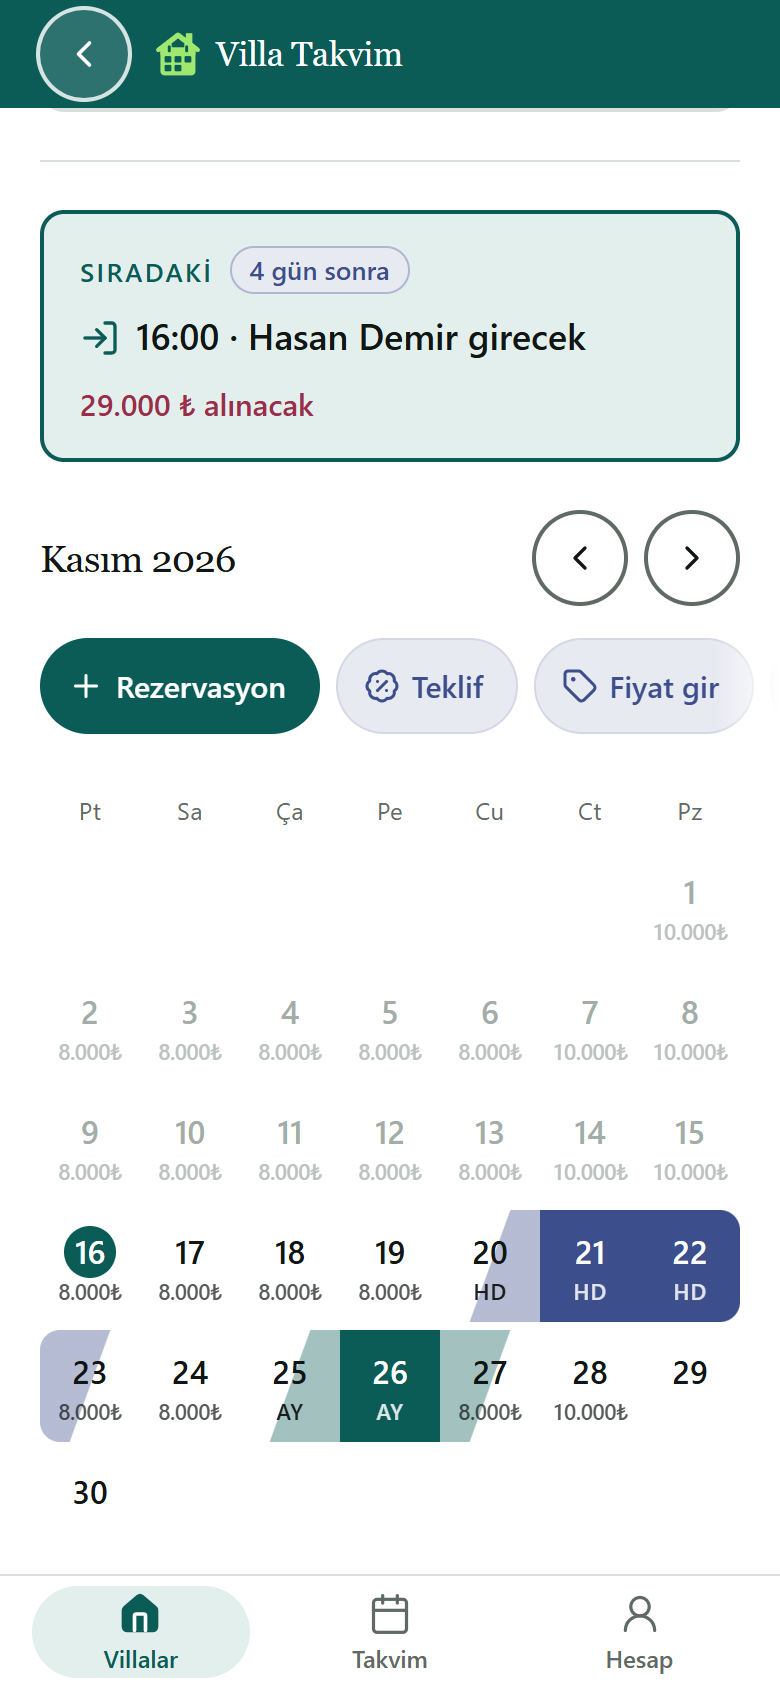 Villa Takvim
SIRADAKİ 4 gün sonra
16:00 · Hasan Demir girecek
29.000 ₺ alınacak
Kasım 2026
+ Rezervasyon Teklif Fiyat gir
Pt Sa Ça Pe Cu Ct Pz
1
10.000₺
2 3 4 5 6 7 8
8.000₺ 8.000₺ 8.000₺ 8.000₺ 8.000₺ 10.000₺ 10.000₺
9 10 11 12 13 14 15
8.000₺ 8.000₺ 8.000₺ 8.000₺ 8.000₺ 10.000₺ 10.000₺
16 17 18 19 20 21 22
8.000₺ 8.000₺ 8.000₺ 8.000₺ HD HD HD
23 24 25 26 27 28 29
8.000₺ 8.000₺ AY AY 8.000₺ 10.000₺
30
Villalar Takvim Hesap